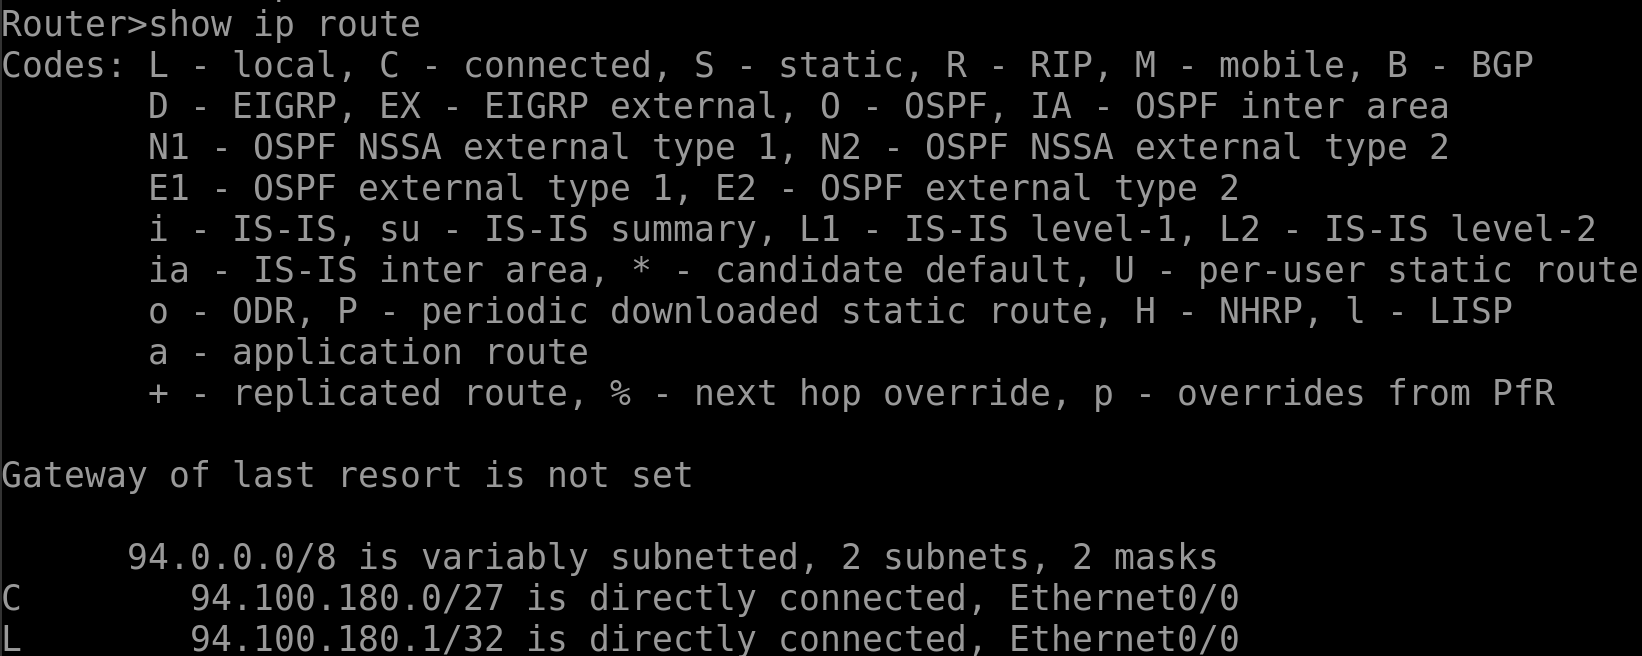 Router>show ip route
Codes: L - local, C - connected, S - static, R - RIP, M - mobile, B - BGP
       D - EIGRP, EX - EIGRP external, O - OSPF, IA - OSPF inter area
       N1 - OSPF NSSA external type 1, N2 - OSPF NSSA external type 2
       E1 - OSPF external type 1, E2 - OSPF external type 2
       i - IS-IS, su - IS-IS summary, L1 - IS-IS level-1, L2 - IS-IS level-2
       ia - IS-IS inter area, * - candidate default, U - per-user static route
       o - ODR, P - periodic downloaded static route, H - NHRP, l - LISP
       a - application route
       + - replicated route, % - next hop override, p - overrides from PfR

Gateway of last resort is not set

      94.0.0.0/8 is variably subnetted, 2 subnets, 2 masks
C        94.100.180.0/27 is directly connected, Ethernet0/0
L        94.100.180.1/32 is directly connected, Ethernet0/0